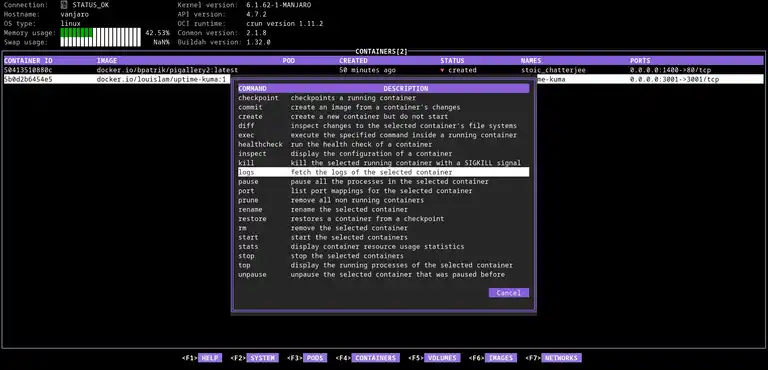 Connection: STATUS_OK Kernel version: 6.1.62-1-MANJARO
Hostname: vanjaro API version: 4.7.2
OS type: linux OCI runtime: crun version 1.11.2
Memory usage: 42.53% Conmon version: 2.1.8
Swap usage: NaN% Buildah version: 1.32.0
CONTAINERS[2]
CONTAINER ID IMAGE POD CREATED STATUS NAMES PORTS
50413510880c docker.io/bpatrik/pigallery2:latest 50 minutes ago ▼ created stoic_chatterjee 0.0.0.0:1400->80/tcp
5b0d2b6454e5 docker.io/louislam/uptime-kuma:1 me-kuma 0.0.0.0:3001->3001/tcp
COMMAND DESCRIPTION
checkpoint checkpoints a running container
commit create an image from a container's changes
create create a new container but do not start
diff inspect changes to the selected container's file systems
exec execute the specified command inside a running container
healthcheck run the health check of a container
inspect display the configuration of a container
kill kill the selected running container with a SIGKILL signal
logs fetch the logs of the selected container
pause pause all the processes in the selected container
port list port mappings for the selected container
prune remove all non running containers
rename rename the selected container
restore restores a container from a checkpoint
rm remove the selected container
start start the selected containers
stats display container resource usage statistics
stop stop the selected containers
top display the running processes of the selected container
unpause unpause the selected container that was paused before
Cancel
<F1> HELP <F2> SYSTEM <F3> PODS <F4> CONTAINERS <F5> VOLUMES <F6> IMAGES <F7> NETWORKS